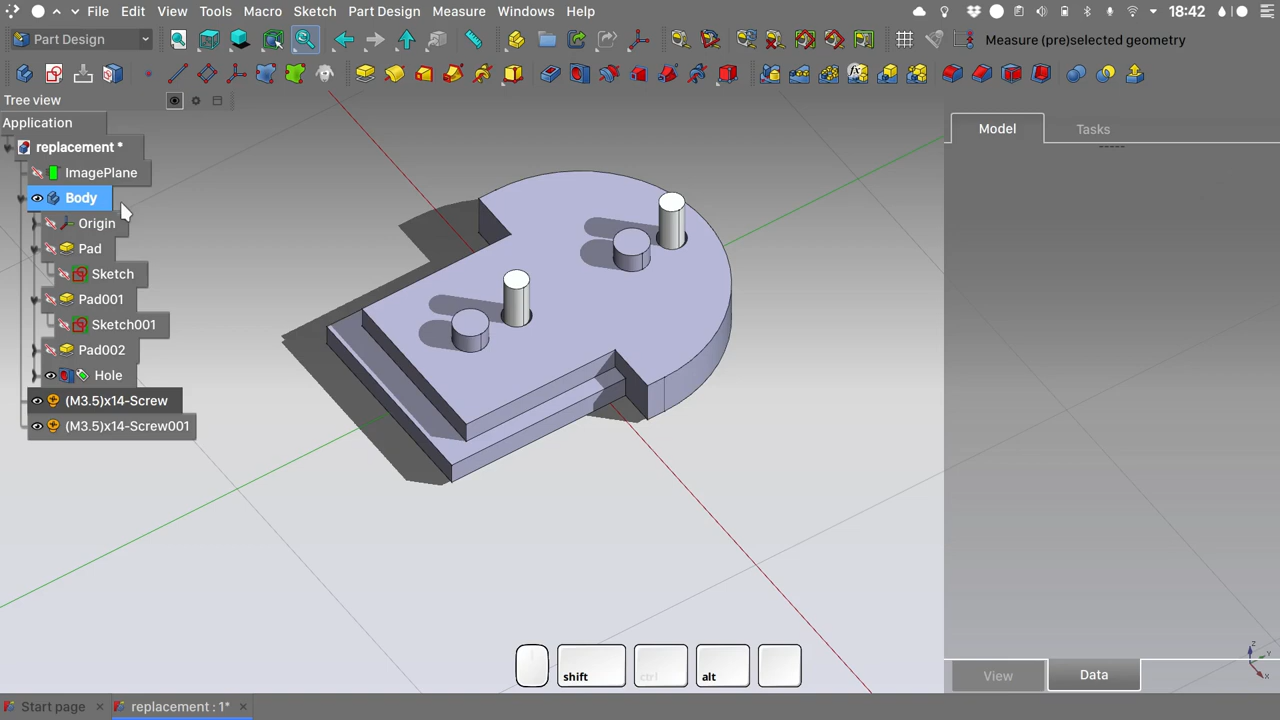 File Edit View Tools Macro Sketch Part Design Measure Windows Help
18:42
Part Design
Measure (pre)selected geometry
Tree view
Application
replacement *
ImagePlane
Body
Origin
Pad
Sketch
Pad001
Sketch001
Pad002
Hole
(M3.5)x14-Screw
(M3.5)x14-Screw001
Model
Tasks
shift
ctrl
alt
View
Data
Start page
replacement : 1*